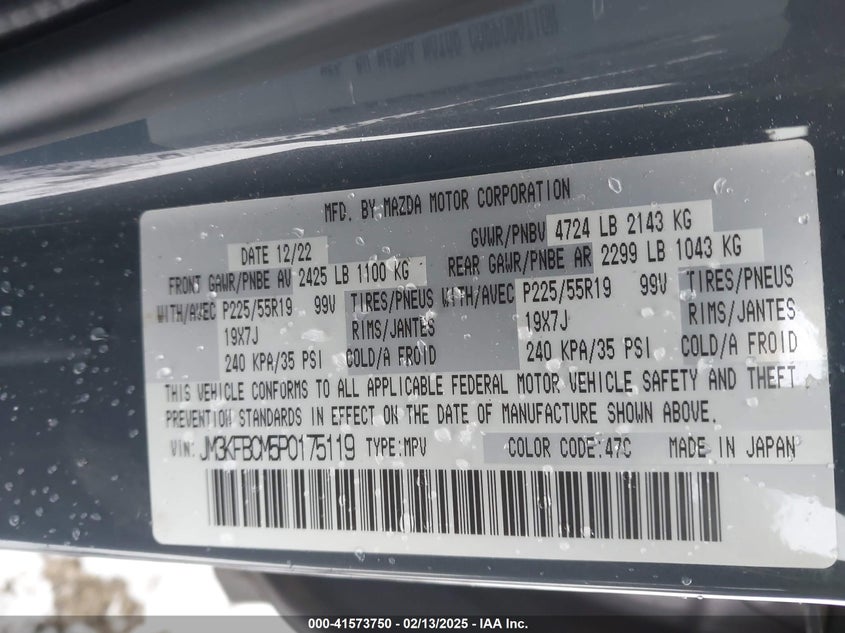 MFD. BY MAZDA MOTOR CORPORATION
DATE 12/22
GVWR/PNBV 4724 LB 2143 KG
FRONT GAWR/PNBE AV 2425 LB 1100 KG
REAR GAWR/PNBE AR 2299 LB 1043 KG
WITH/AVEC P225/55R19 99V TIRES/PNEUS
19X7J RIMS/JANTES
240 KPA/35 PSI COLD/A FROID
WITH/AVEC P225/55R19 99V TIRES/PNEUS
19X7J RIMS/JANTES
240 KPA/35 PSI COLD/A FROID
THIS VEHICLE CONFORMS TO ALL APPLICABLE FEDERAL MOTOR VEHICLE SAFETY AND THEFT
PREVENTION STANDARDS IN EFFECT ON THE DATE OF MANUFACTURE SHOWN ABOVE.
VIN: JM3KFBCM5P0175119 TYPE:MPV COLOR CODE:47C MADE IN JAPAN
000-41573750 - 02/13/2025 - IAA Inc.